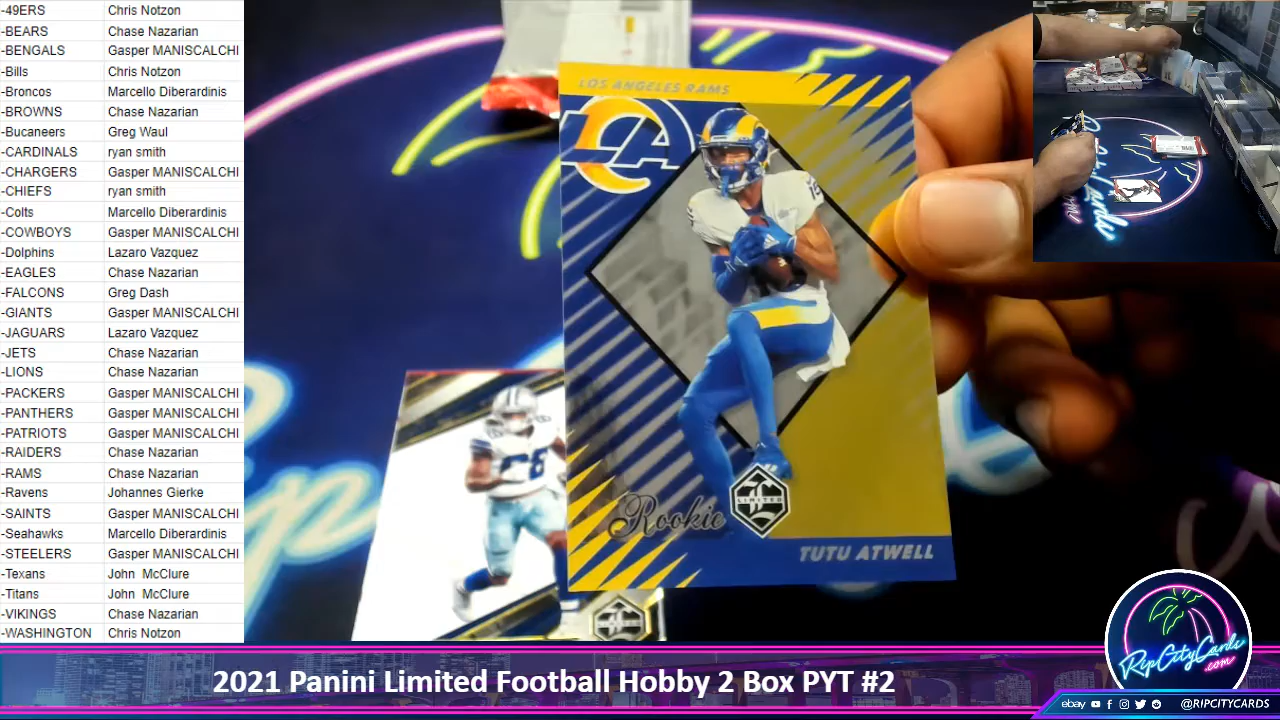 -49ERS Chris Notzon
-BEARS Chase Nazarian
-BENGALS Gasper MANISCALCHI
-Bills Chris Notzon
-Broncos Marcello Diberardinis
-BROWNS Chase Nazarian
-Bucaneers Greg Waul
-CARDINALS ryan smith
-CHARGERS Gasper MANISCALCHI
-CHIEFS ryan smith
-Colts Marcello Diberardinis
-COWBOYS Gasper MANISCALCHI
-Dolphins Lazaro Vazquez
-EAGLES Chase Nazarian
-FALCONS Greg Dash
-GIANTS Gasper MANISCALCHI
-JAGUARS Lazaro Vazquez
-JETS Chase Nazarian
-LIONS Chase Nazarian
-PACKERS Gasper MANISCALCHI
-PANTHERS Gasper MANISCALCHI
-PATRIOTS Gasper MANISCALCHI
-RAIDERS Chase Nazarian
-RAMS Chase Nazarian
-Ravens Johannes Gierke
-SAINTS Gasper MANISCALCHI
-Seahawks Marcello Diberardinis
-STEELERS Gasper MANISCALCHI
-Texans John McClure
-Titans John McClure
-VIKINGS Chase Nazarian
-WASHINGTON Chris Notzon
LOS ANGELES RAMS
LA
Rookie
LIMITED
TUTU ATWELL
RipCityCards
.com
2021 Panini Limited Football Hobby 2 Box PYT #2
ebay @RIPCITYCARDS